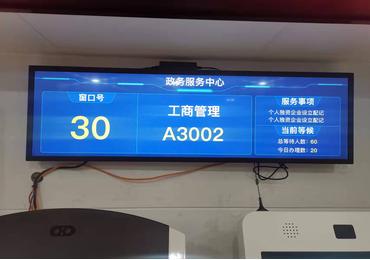 政务服务中心
窗口号
30
工商管理
A3002
服务事项
个人独资企业设立登记
个人独资企业设立登记
当前等候
总等待人数：60
今日办理数：20